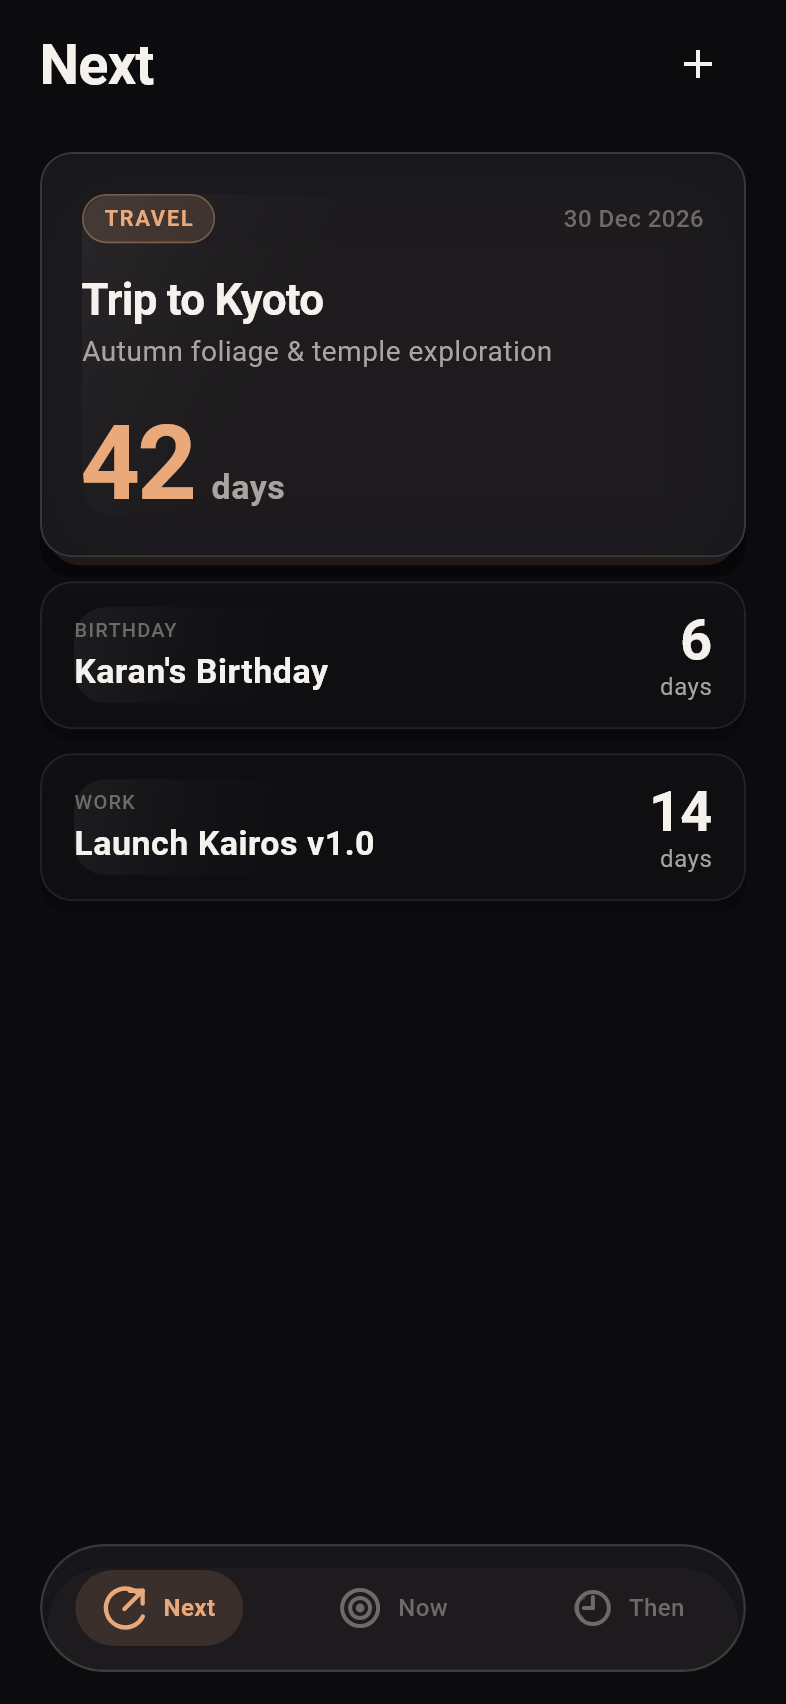 Next
TRAVEL
30 Dec 2026
Trip to Kyoto
Autumn foliage & temple exploration
42 days
BIRTHDAY
Karan's Birthday
6
days
WORK
Launch Kairos v1.0
14
days
Next
Now
Then